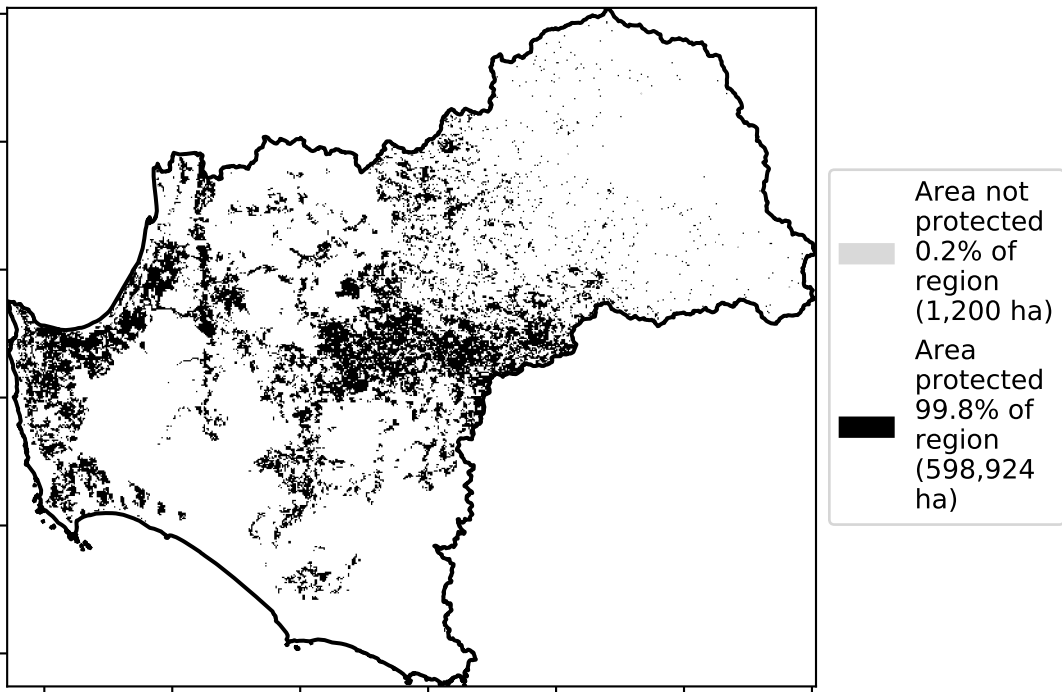 Area not
protected
0.2% of
region
(1,200 ha)
Area
protected
99.8% of
region
(598,924
ha)